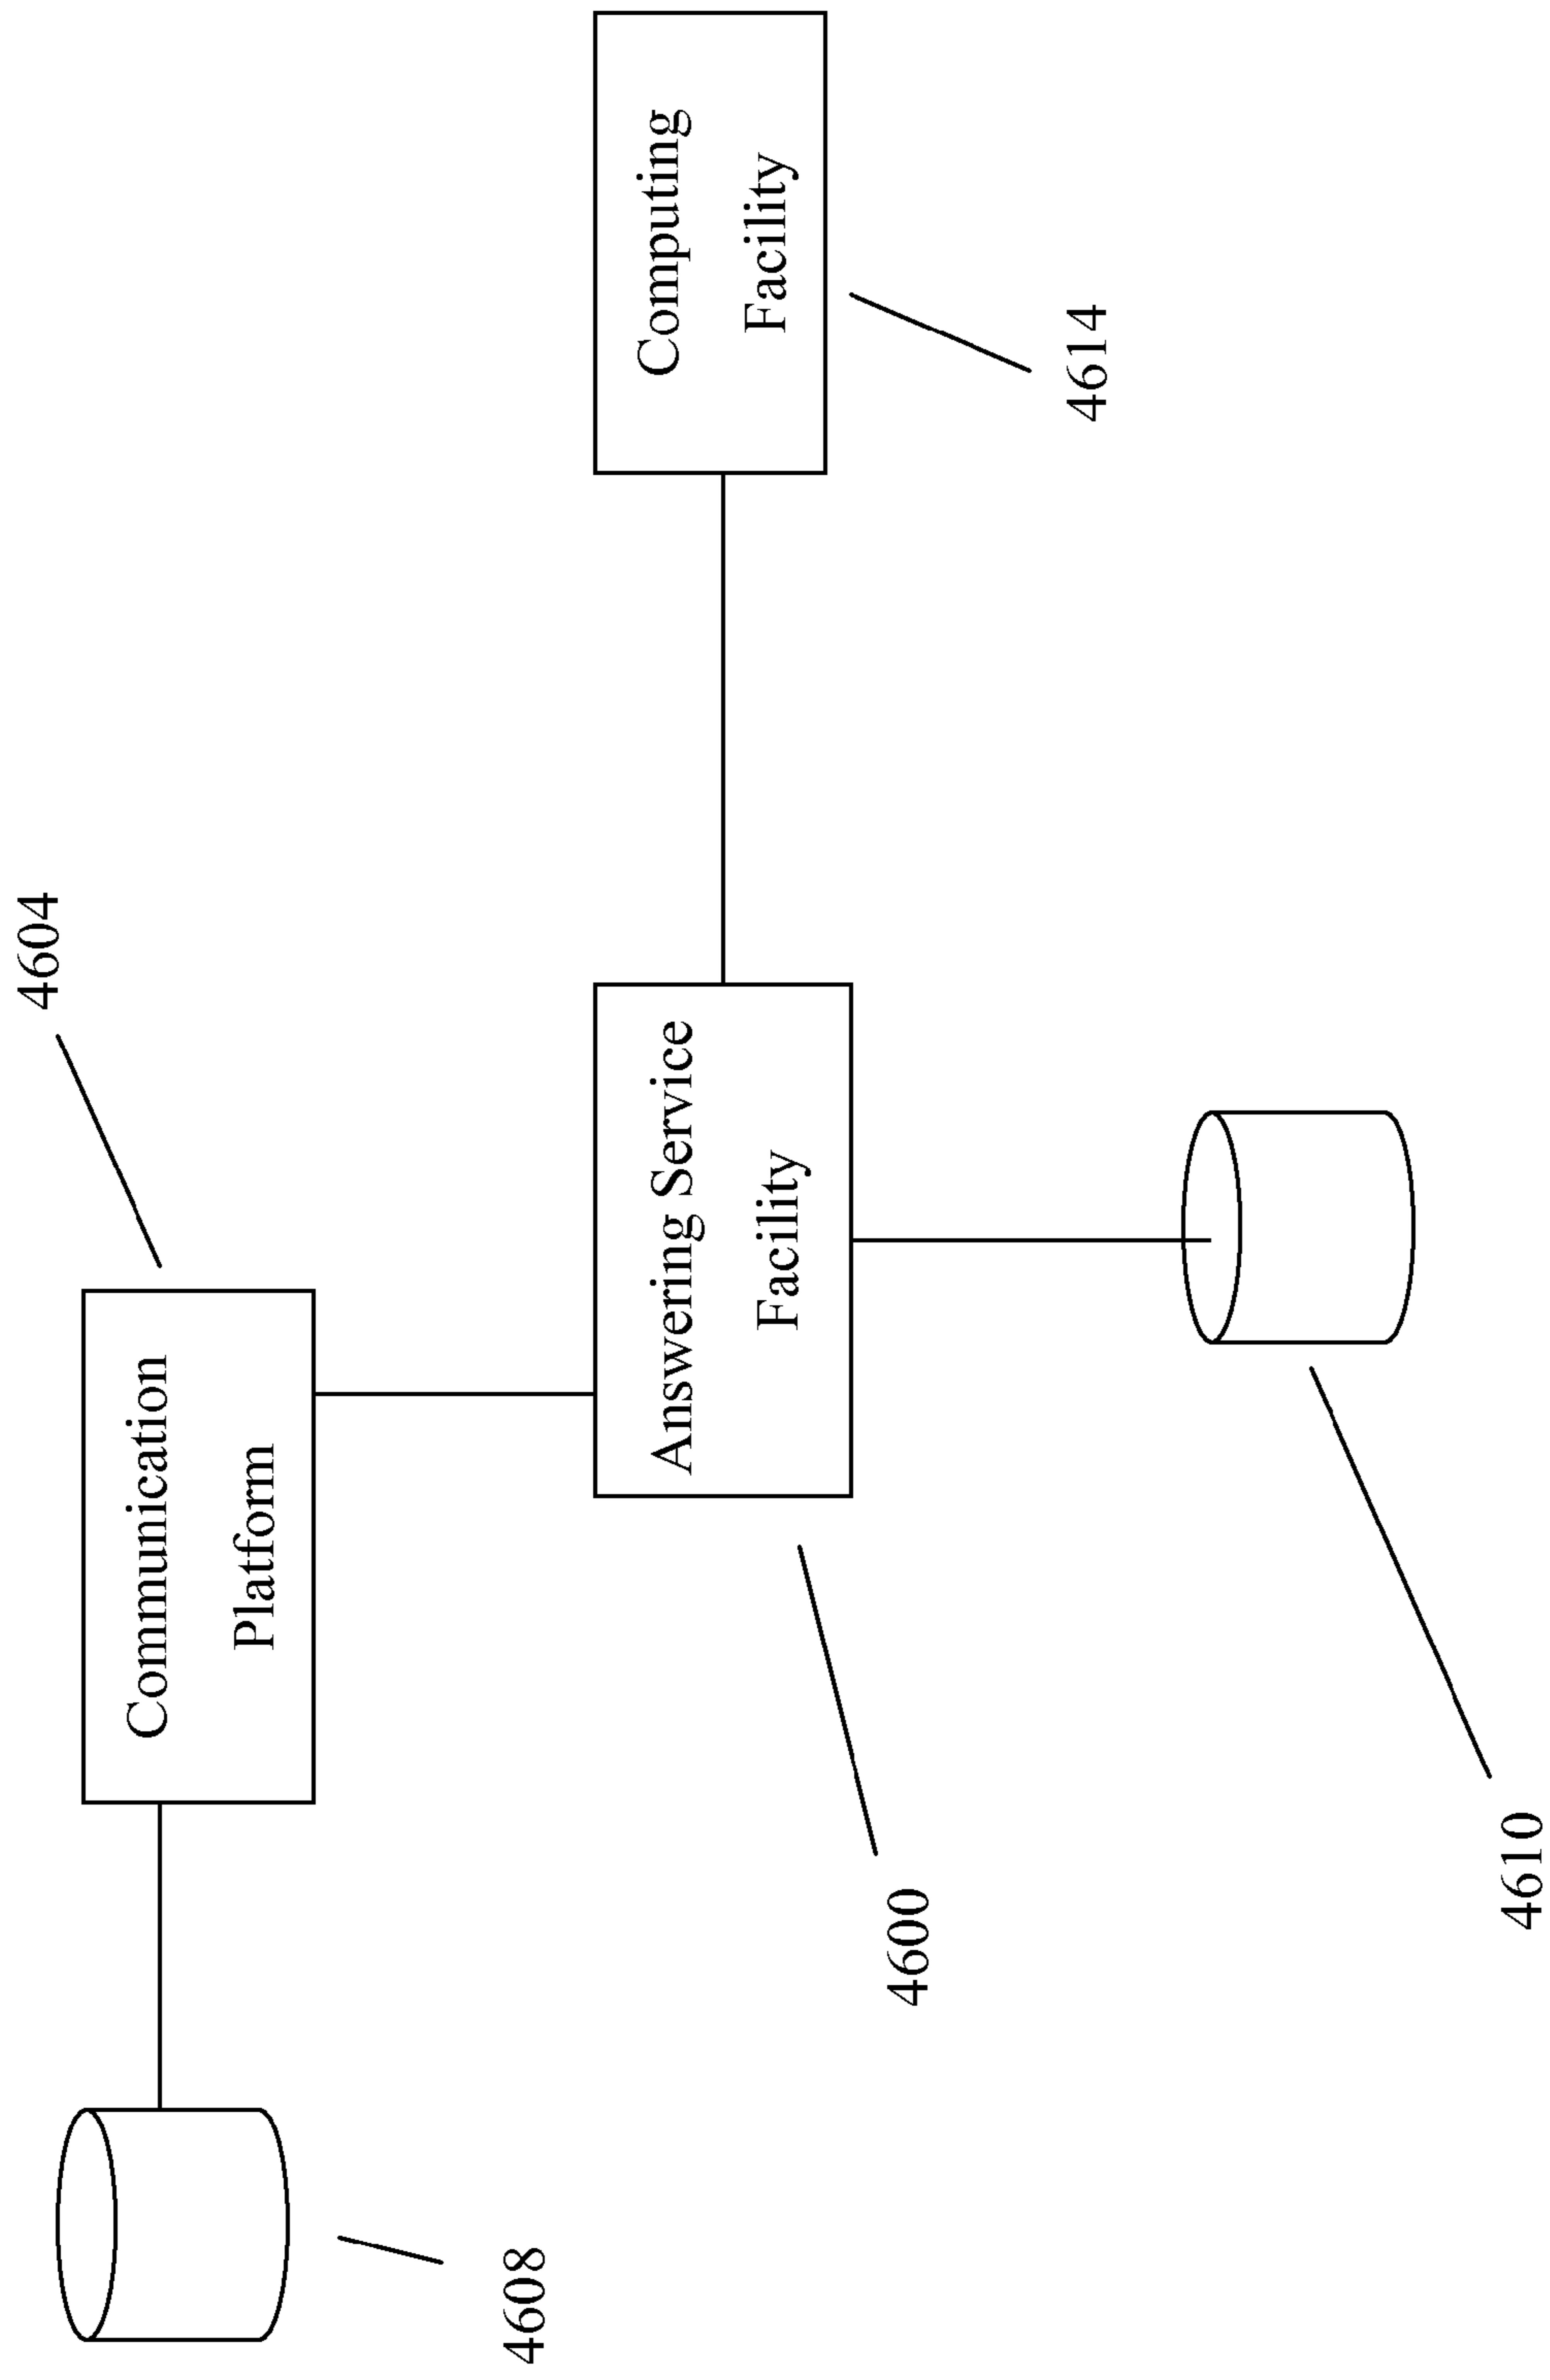 4604
Communication
Platform
Computing
Facility
Answering Service
Facility
4608
4600
4614
4610